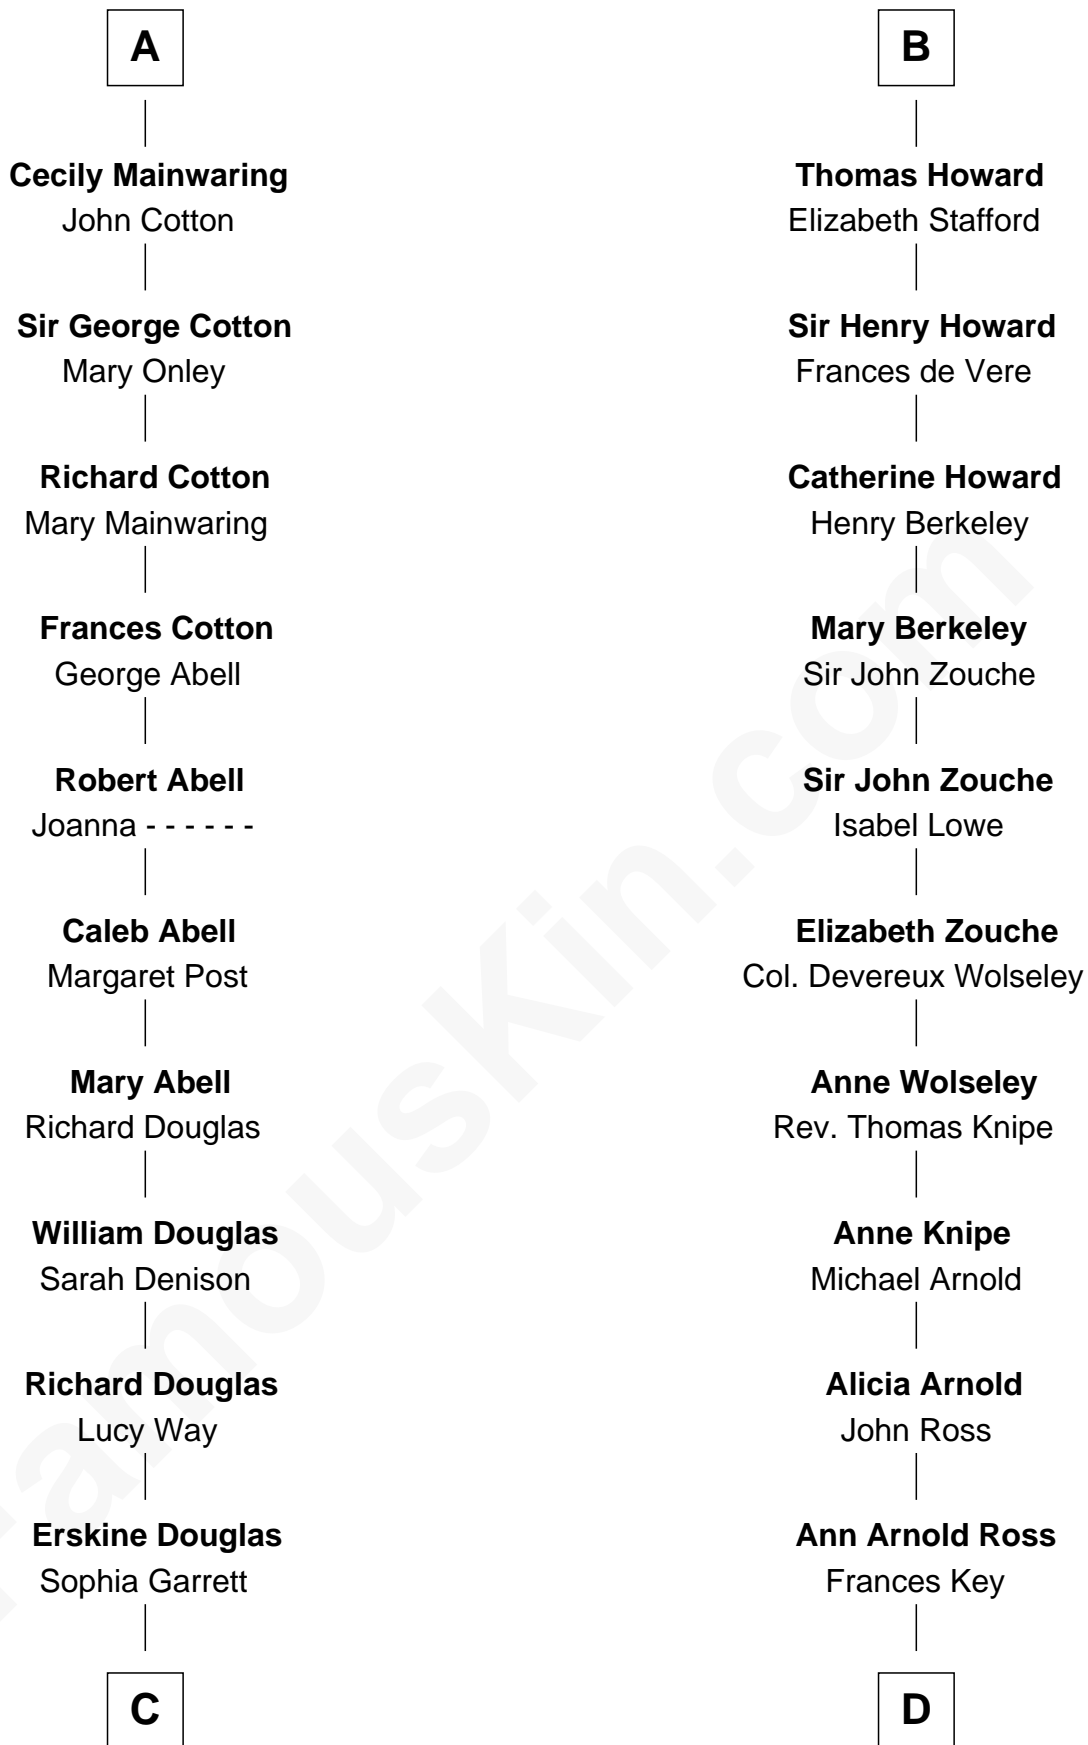 A
Cecily Mainwaring
John Cotton
Sir George Cotton
Mary Onley
Richard Cotton
Mary Mainwaring
Frances Cotton
George Abell
Robert Abell
Joanna - - - - - -
Caleb Abell
Margaret Post
Mary Abell
Richard Douglas
William Douglas
Sarah Denison
Richard Douglas
Lucy Way
Erskine Douglas
Sophia Garrett
C
B
Thomas Howard
Elizabeth Stafford
Sir Henry Howard
Frances de Vere
Catherine Howard
Henry Berkeley
Mary Berkeley
Sir John Zouche
Sir John Zouche
Isabel Lowe
Elizabeth Zouche
Col. Devereux Wolseley
Anne Wolseley
Rev. Thomas Knipe
Anne Knipe
Michael Arnold
Alicia Arnold
John Ross
Ann Arnold Ross
Frances Key
D
FamousKin.com